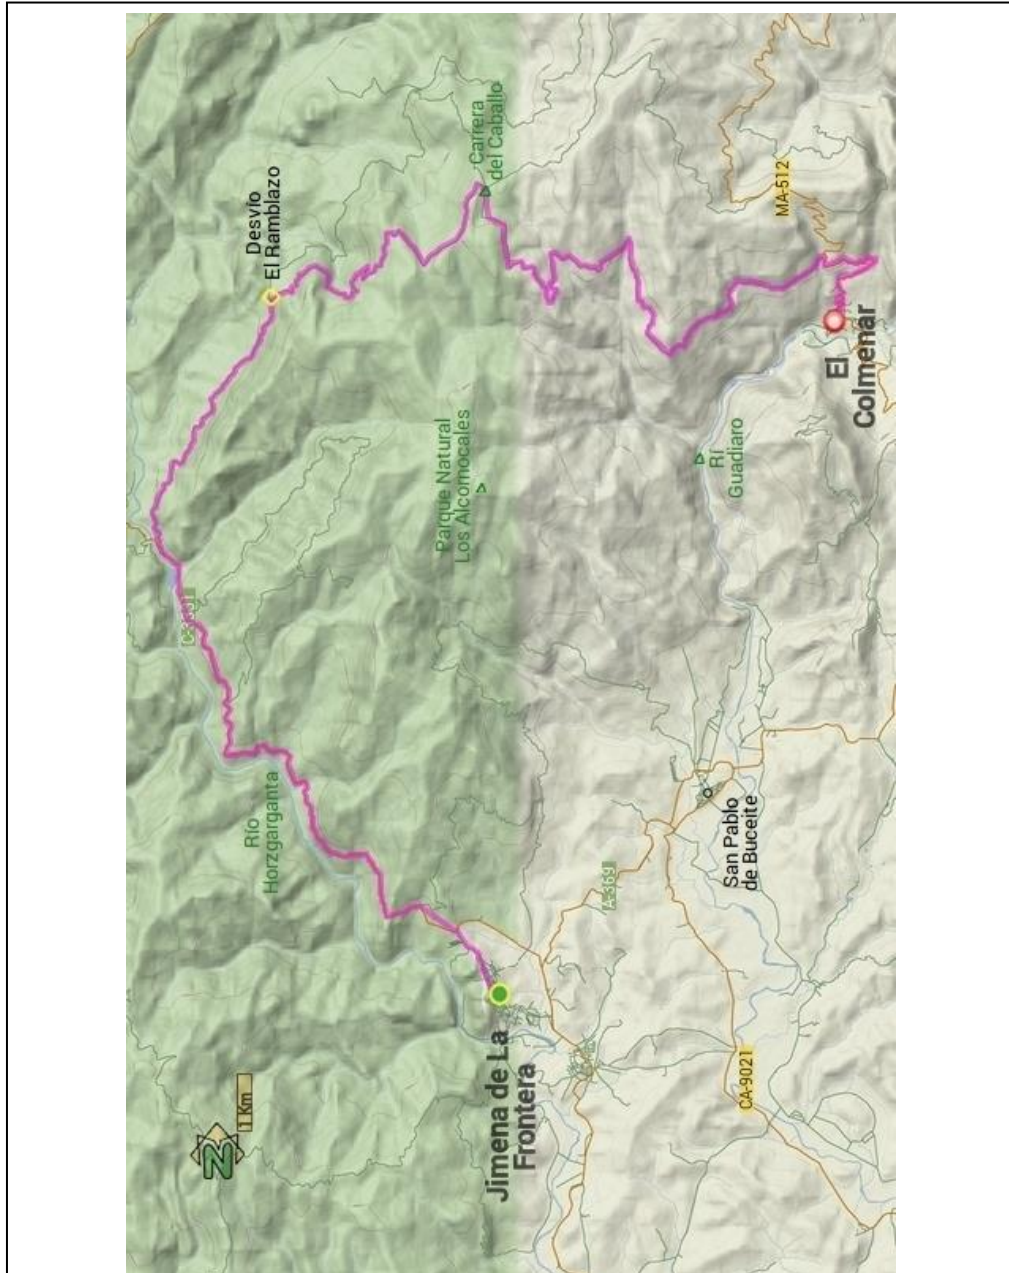 N
1 Km
Río
Horzgarganta
Desvío
El Ramblazo
Parque Natural
Los Alcornocales
Carrera
del Caballo
Jimena de La
Frontera
A-369
Rí
Guadiaro
San Pablo
de Buceite
CA-9021
MA-512
El
Colmenar